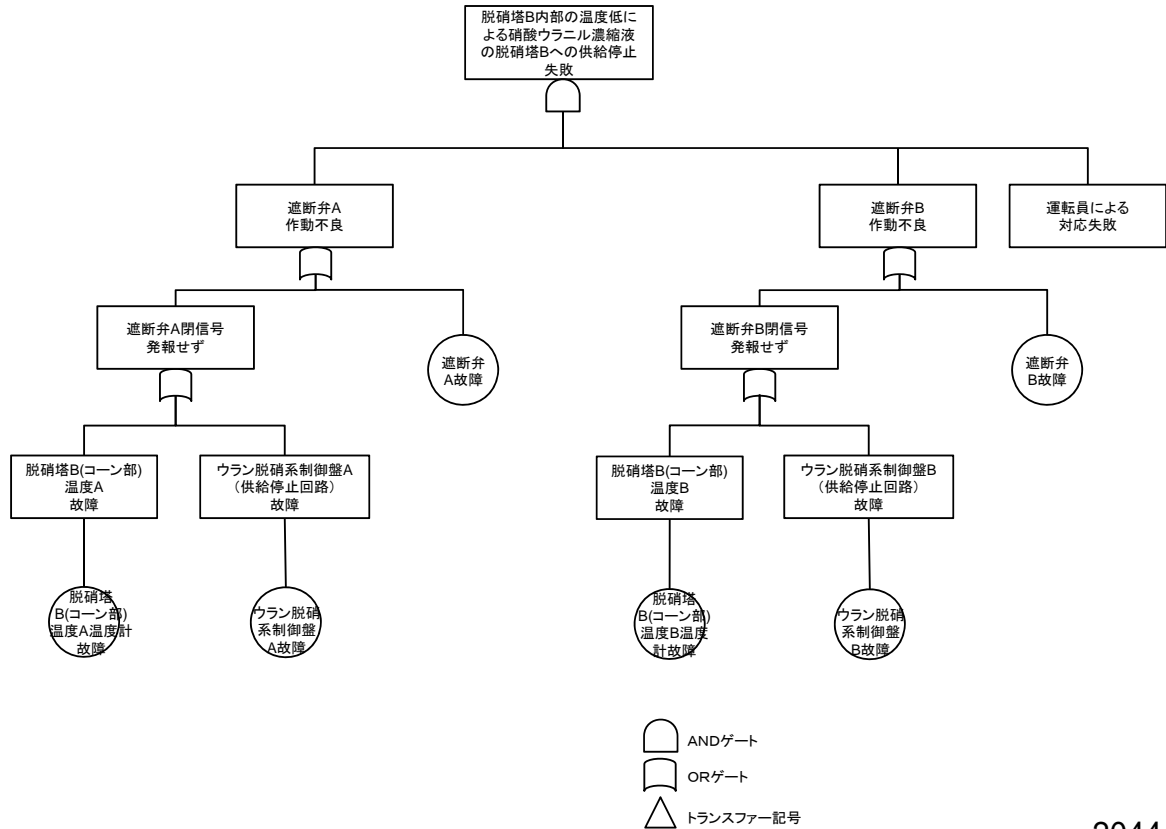 脱硝塔B内部の温度低に
よる硝酸ウラニル濃縮液
の脱硝塔Bへの供給停止
失敗
遮断弁A
作動不良
遮断弁B
作動不良
運転員による
対応失敗
遮断弁A閉信号
発報せず
遮断弁
A故障
遮断弁B閉信号
発報せず
遮断弁
B故障
脱硝塔B(コーン部)
温度A
故障
ウラン脱硝系制御盤A
（供給停止回路）
故障
脱硝塔B(コーン部)
温度B
故障
ウラン脱硝系制御盤B
（供給停止回路）
故障
脱硝塔
B(コーン部)
温度A温度計
故障
ウラン脱硝
系制御盤
A故障
脱硝塔
B(コーン部)
温度B温度
計故障
ウラン脱硝
系制御盤
B故障
ANDゲート
ORゲート
トランスファー記号